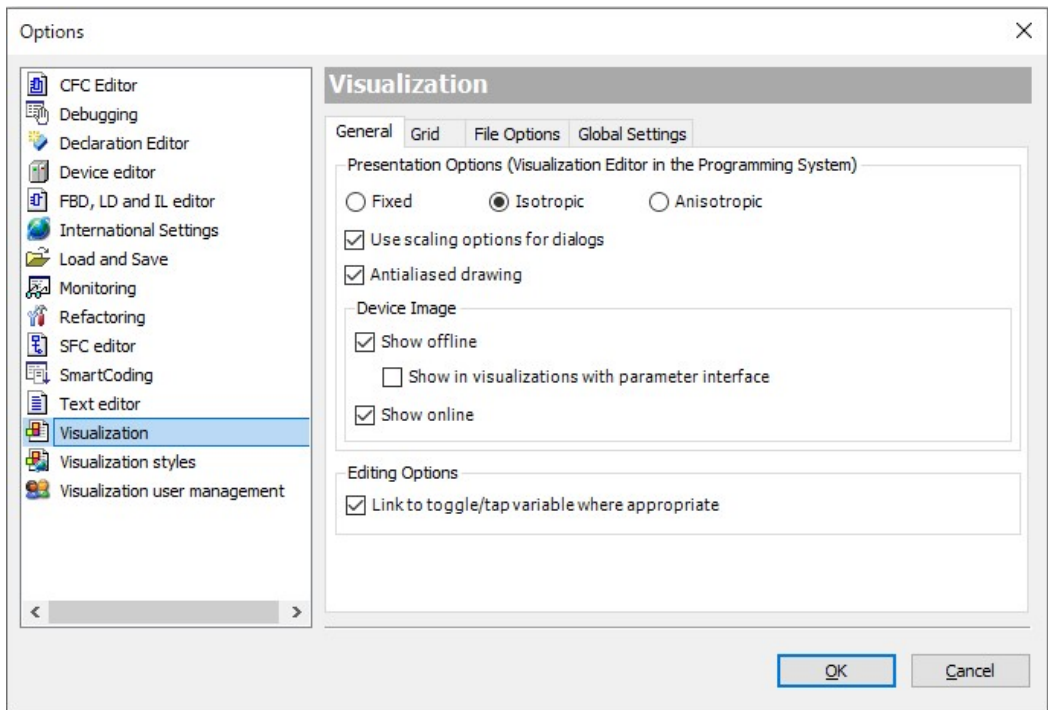 Options
CFC Editor
Debugging
Declaration Editor
Device editor
FBD, LD and IL editor
International Settings
Load and Save
Monitoring
Refactoring
SFC editor
SmartCoding
Text editor
Visualization
Visualization styles
Visualization user management
Visualization
General Grid File Options Global Settings
Presentation Options (Visualization Editor in the Programming System)
Fixed Isotropic Anisotropic
Use scaling options for dialogs
Antialiased drawing
Device Image
Show offline
Show in visualizations with parameter interface
Show online
Editing Options
Link to toggle/tap variable where appropriate
OK Cancel